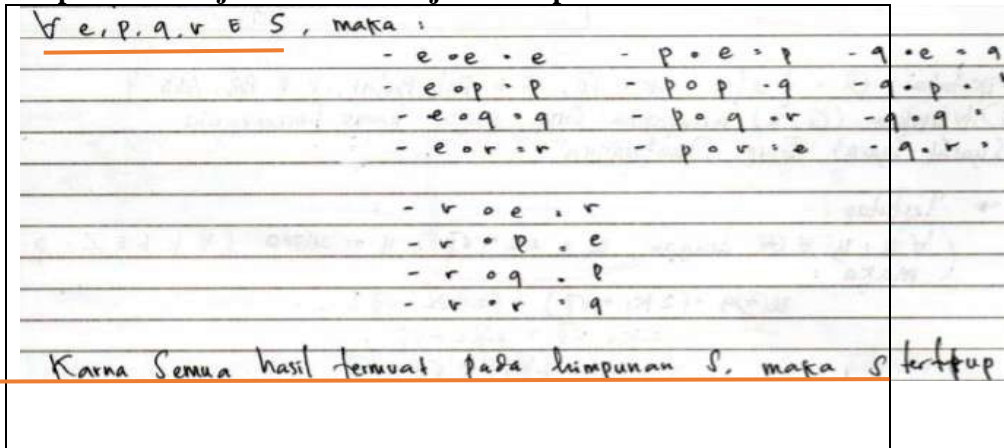 ∀ e, p, q, r ∈ S, maka :
- e ∘ e = e - p ∘ e = p - q ∘ e = q
- e ∘ p = p - p ∘ p = q - q ∘ p = r
- e ∘ q = q - p ∘ q = r - q ∘ q =
- e ∘ r = r - p ∘ r = e - q ∘ r =
- r ∘ e = r
- r ∘ p = e
- r ∘ q = p
- r ∘ r = q
Karna Semua hasil termuat pada himpunan S, maka S tertutup